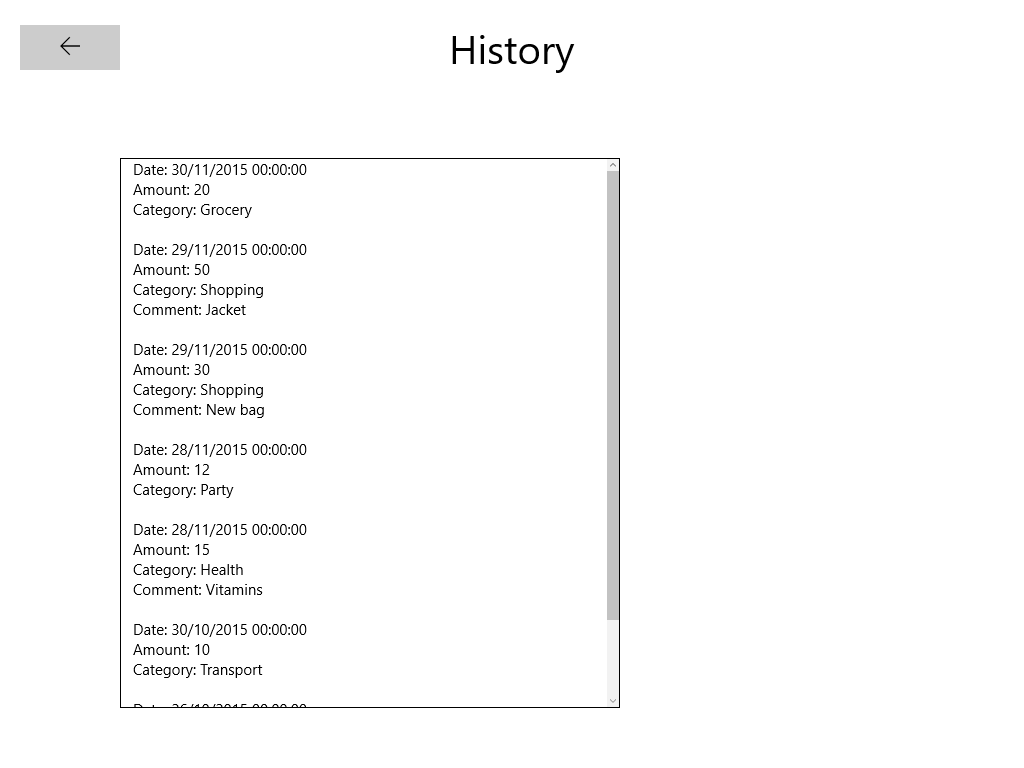 History
Date: 30/11/2015 00:00:00
Amount: 20
Category: Grocery
Date: 29/11/2015 00:00:00
Amount: 50
Category: Shopping
Comment: Jacket
Date: 29/11/2015 00:00:00
Amount: 30
Category: Shopping
Comment: New bag
Date: 28/11/2015 00:00:00
Amount: 12
Category: Party
Date: 28/11/2015 00:00:00
Amount: 15
Category: Health
Comment: Vitamins
Date: 30/10/2015 00:00:00
Amount: 10
Category: Transport